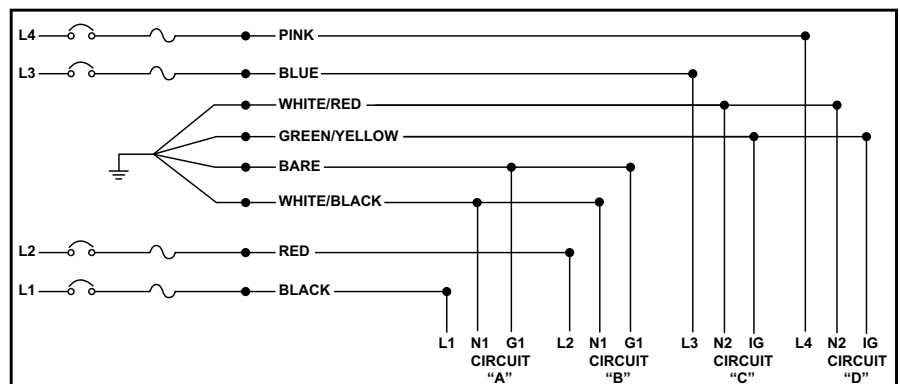 L4 PINK
L3 BLUE
WHITE/RED
GREEN/YELLOW
BARE
WHITE/BLACK
L2 RED
L1 BLACK
L1 N1 G1 L2 N1 G1 L3 N2 IG L4 N2 IG
CIRCUIT CIRCUIT CIRCUIT CIRCUIT
“A” “B” “C” “D”